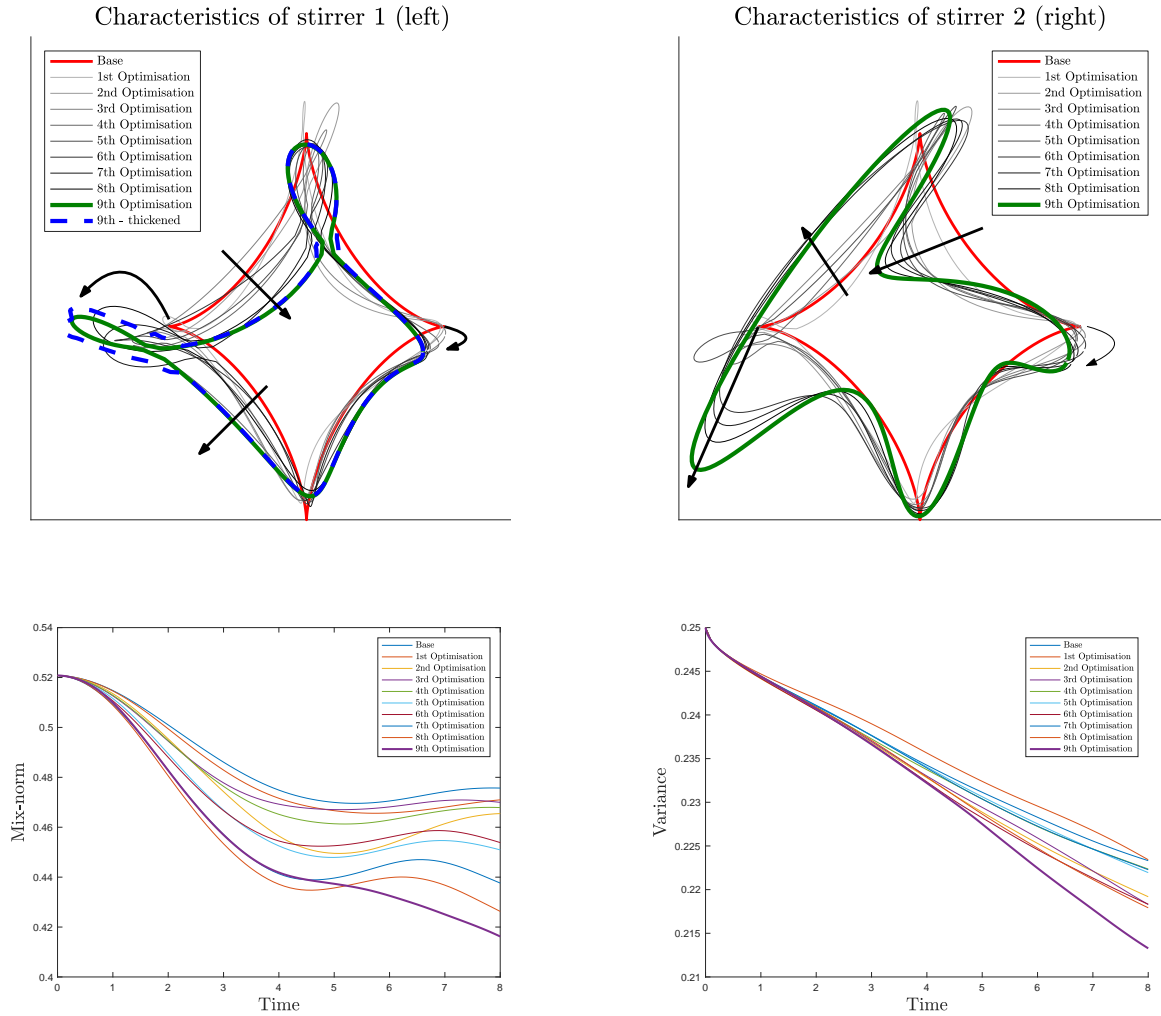 Characteristics of stirrer 1 (left)
Base
1st Optimisation
2nd Optimisation
3rd Optimisation
4th Optimisation
5th Optimisation
6th Optimisation
7th Optimisation
8th Optimisation
9th Optimisation
9th - thickened
Characteristics of stirrer 2 (right)
Base
1st Optimisation
2nd Optimisation
3rd Optimisation
4th Optimisation
5th Optimisation
6th Optimisation
7th Optimisation
8th Optimisation
9th Optimisation
0.54
0.52
0.5
0.48
0.46
0.44
0.42
0.4
Mix-norm
0 1 2 3 4 5 6 7 8
Time
Base
1st Optimisation
2nd Optimisation
3rd Optimisation
4th Optimisation
5th Optimisation
6th Optimisation
7th Optimisation
8th Optimisation
9th Optimisation
0.25
0.245
0.24
0.235
0.23
0.225
0.22
0.215
0.21
Variance
0 1 2 3 4 5 6 7 8
Time
Base
1st Optimisation
2nd Optimisation
3rd Optimisation
4th Optimisation
5th Optimisation
6th Optimisation
7th Optimisation
8th Optimisation
9th Optimisation